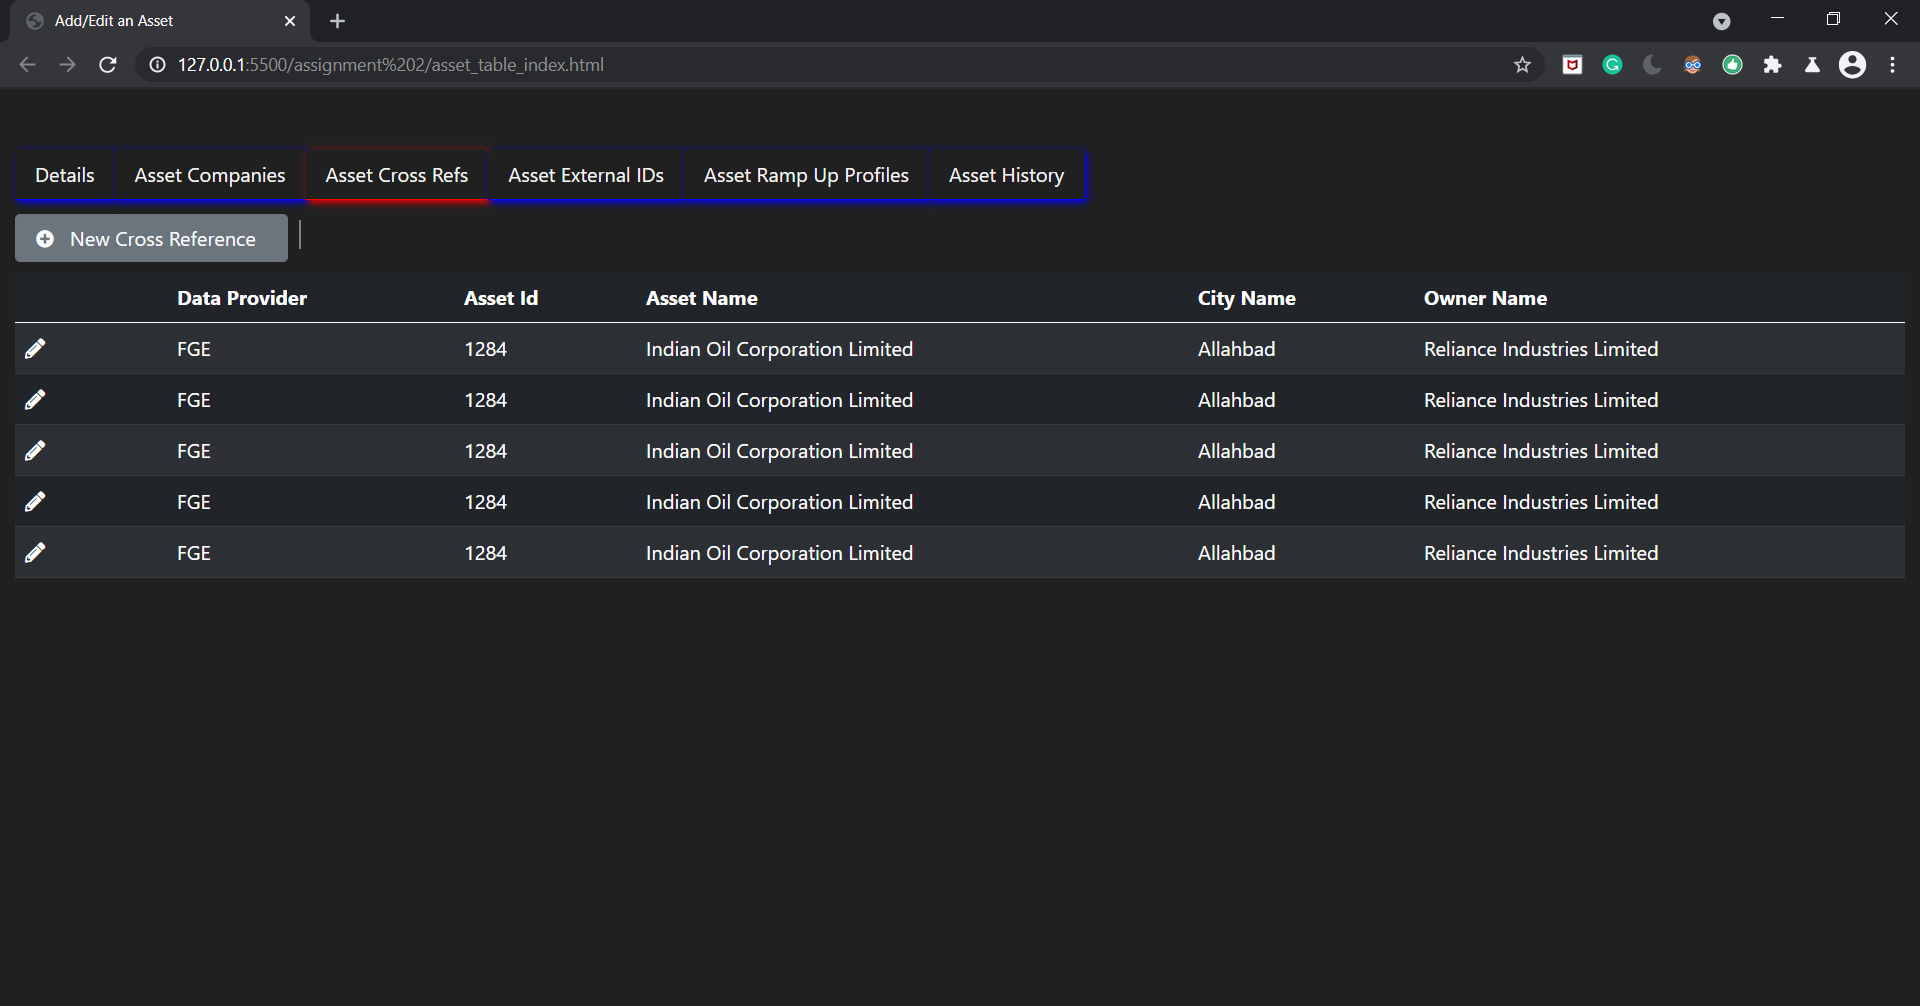 Add/Edit an Asset
127.0.0.1:5500/assignment%202/asset_table_index.html
Details Asset Companies Asset Cross Refs Asset External IDs Asset Ramp Up Profiles Asset History
New Cross Reference
Data Provider Asset Id Asset Name City Name Owner Name
FGE 1284 Indian Oil Corporation Limited Allahbad Reliance Industries Limited
FGE 1284 Indian Oil Corporation Limited Allahbad Reliance Industries Limited
FGE 1284 Indian Oil Corporation Limited Allahbad Reliance Industries Limited
FGE 1284 Indian Oil Corporation Limited Allahbad Reliance Industries Limited
FGE 1284 Indian Oil Corporation Limited Allahbad Reliance Industries Limited